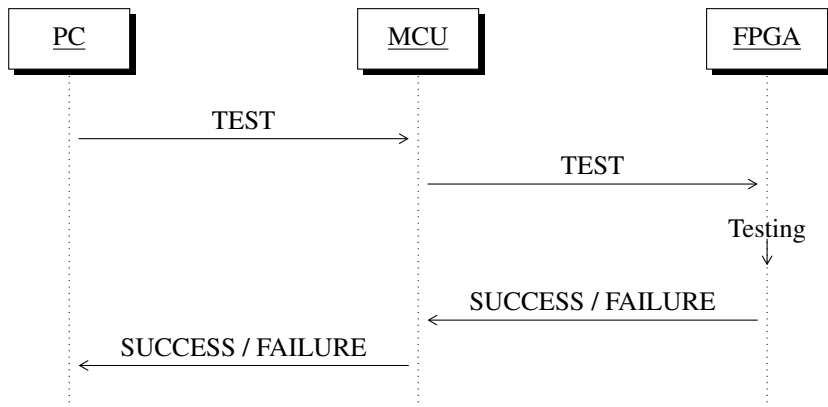 PC
MCU
FPGA
TEST
TEST
Testing
SUCCESS / FAILURE
SUCCESS / FAILURE